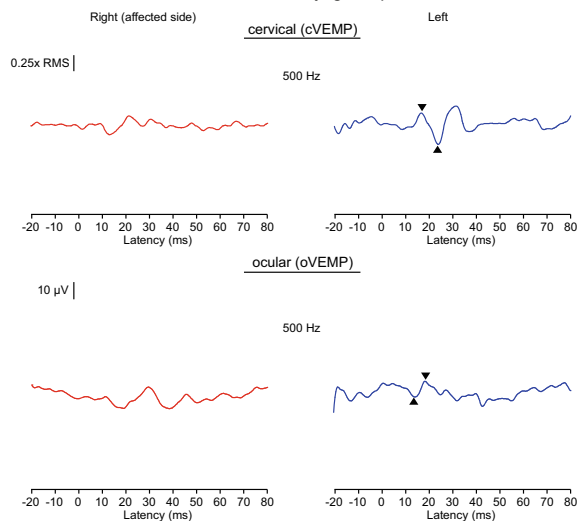 Right (affected side) Left
cervical (cVEMP)
0.25x RMS
500 Hz
-20 -10 0 10 20 30 40 50 60 70 80 -20 -10 0 10 20 30 40 50 60 70 80
Latency (ms) Latency (ms)
ocular (oVEMP)
10 µV
500 Hz
-20 -10 0 10 20 30 40 50 60 70 80 -20 -10 0 10 20 30 40 50 60 70 80
Latency (ms) Latency (ms)